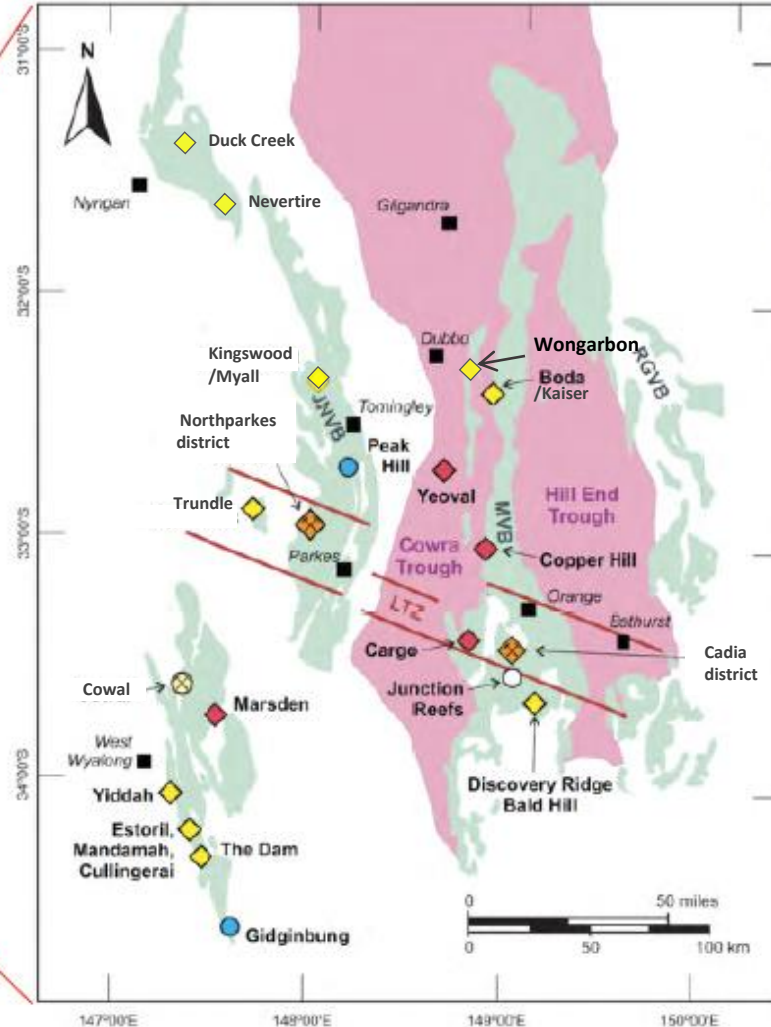 31°00'S
N
Duck Creek
Nyngan
Nevertire
Gilgandra
32°00'S
Dubbo
Wongarbon
Kingswood
/Myall
Boda
/Kaiser
RGVB
JNVB
Tomingley
Northparkes
district
Peak
Hill
Yeoval
Hill End
Trough
Trundle
MVB
33°00'S
Parkes
Cowra
Trough
Copper Hill
LTZ
Orange
Bathurst
Cargo
Cadia
district
Cowal
Junction
Reefs
Marsden
West
Wyalong
34°00'S
Discovery Ridge
Bald Hill
Yiddah
Estoril,
Mandamah,
Cullingerai
The Dam
0 50 miles
0 50 100 km
Gidginbung
147°00'E 148°00'E 149°00'E 150°00'E